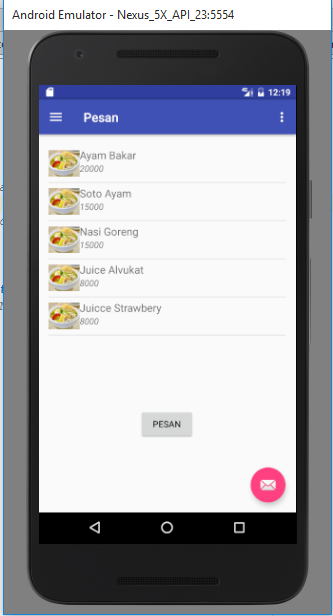 Android Emulator - Nexus_5X_API_23:5554
12:19
Pesan
Ayam Bakar
20000
Soto Ayam
15000
Nasi Goreng
15000
Juice Alvukat
8000
Juicce Strawbery
8000
PESAN